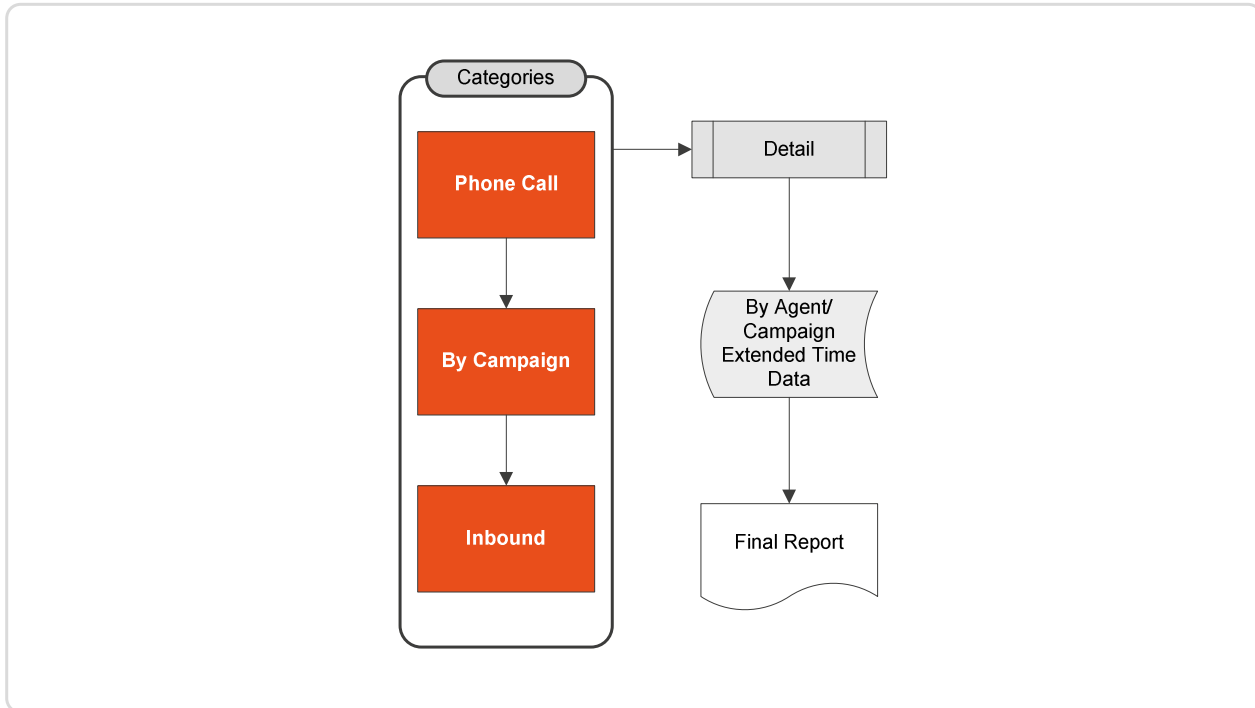 Categories
Phone Call
By Campaign
Inbound
Detail
By Agent/
Campaign
Extended Time
Data
Final Report